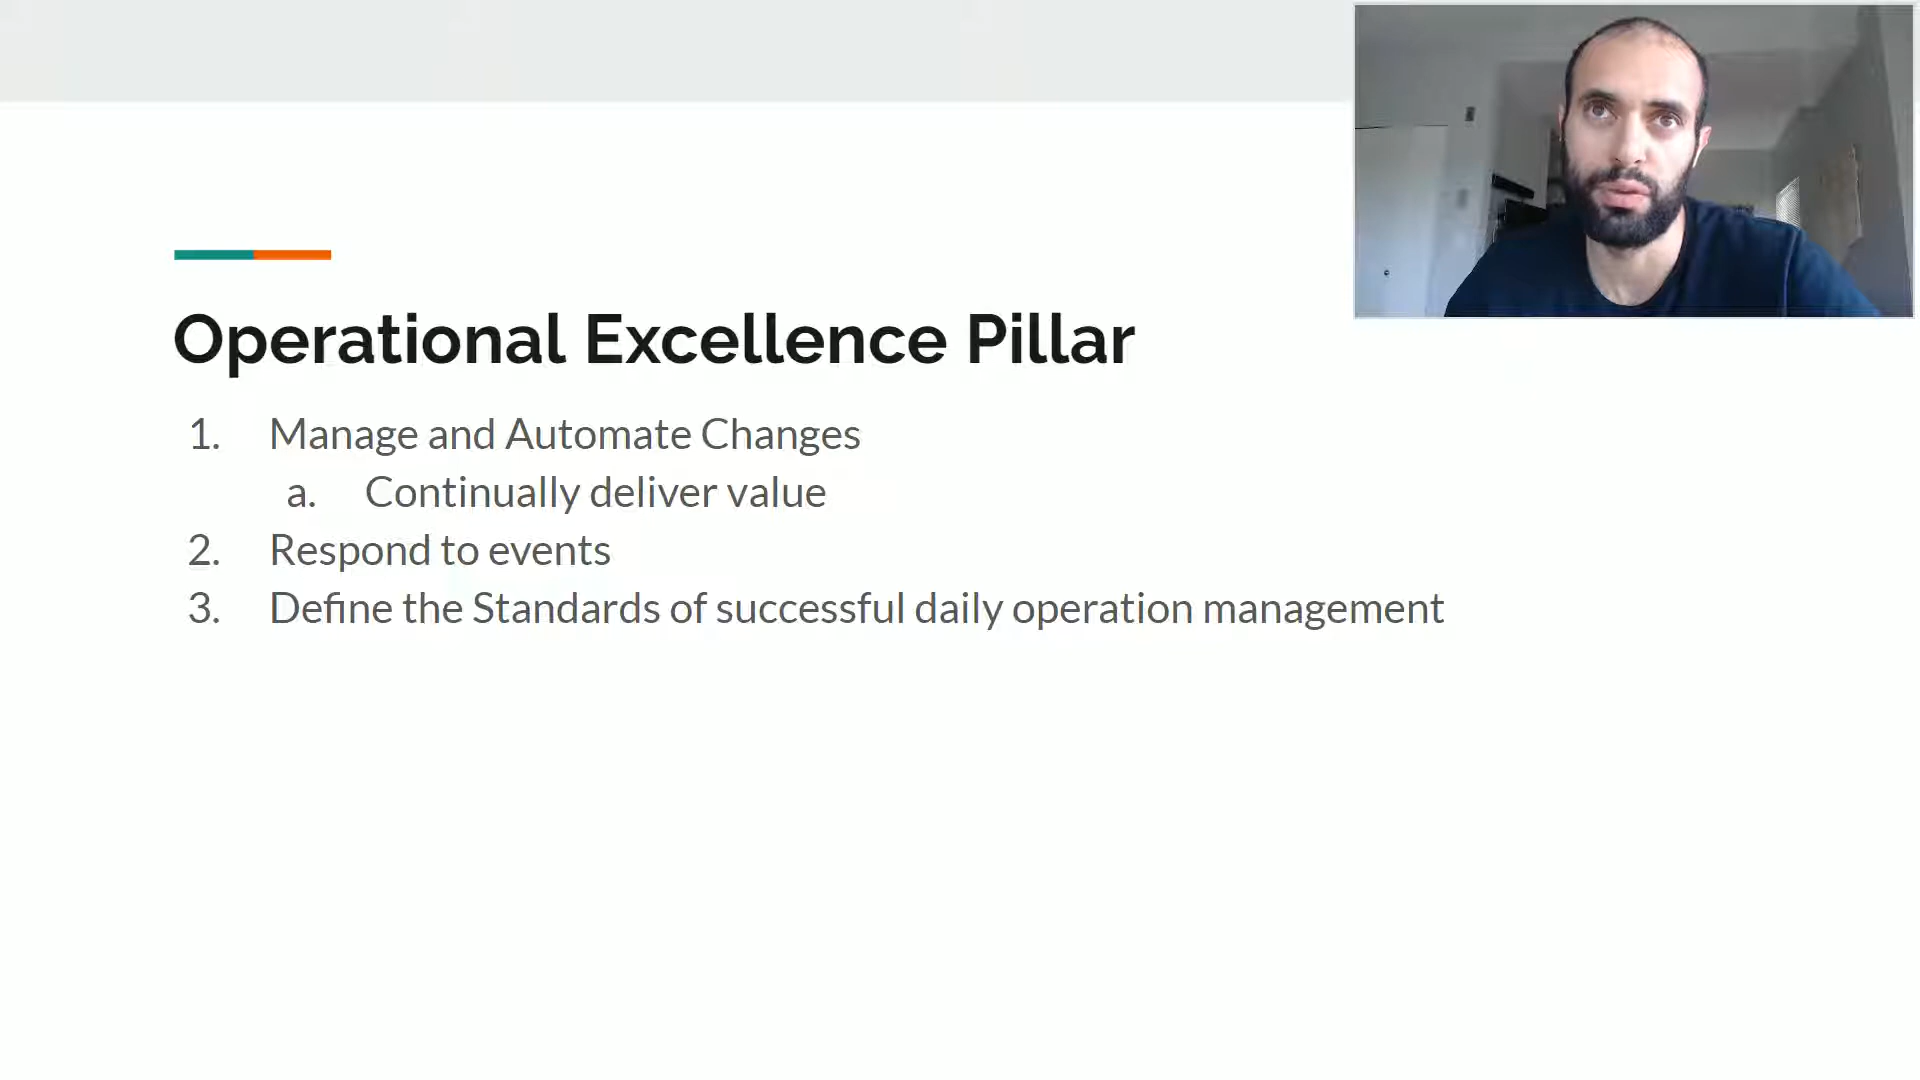 Operational Excellence Pillar
1. Manage and Automate Changes
a. Continually deliver value
2. Respond to events
3. Define the Standards of successful daily operation management